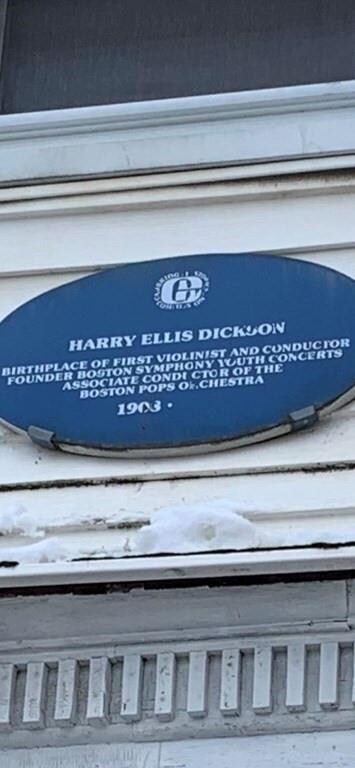 HARRY ELLIS DICKSON
BIRTHPLACE OF FIRST VIOLINIST AND CONDUCTOR
FOUNDER BOSTON SYMPHONY YOUTH CONCERTS
ASSOCIATE CONDUCTOR OF THE
BOSTON POPS ORCHESTRA
1908 -